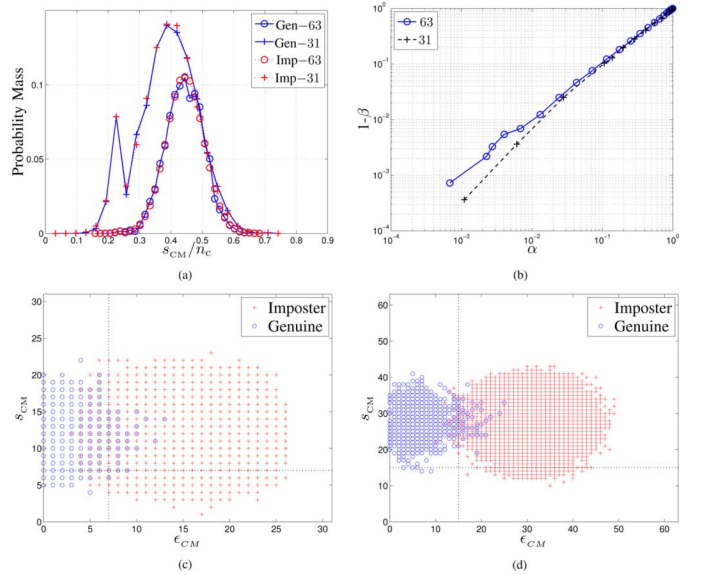 (a)
Probability Mass
0.1
0.05
0
0 0.1 0.2 0.3 0.4 0.5 0.6 0.7 0.8 0.9
s_CM/n_c
Gen−63
Gen−31
Imp−63
Imp−31
(b)
1-β
10^0
10^−1
10^−2
10^−3
10^−4
10^−4 10^−3 10^−2 10^−1 10^0
α
63
31
(c)
s_CM
30
25
20
15
10
5
0
0 5 10 15 20 25 30
ϵ_CM
Imposter
Genuine
(d)
s_CM
60
50
40
30
20
10
0
0 10 20 30 40 50 60
ϵ_CM
Imposter
Genuine